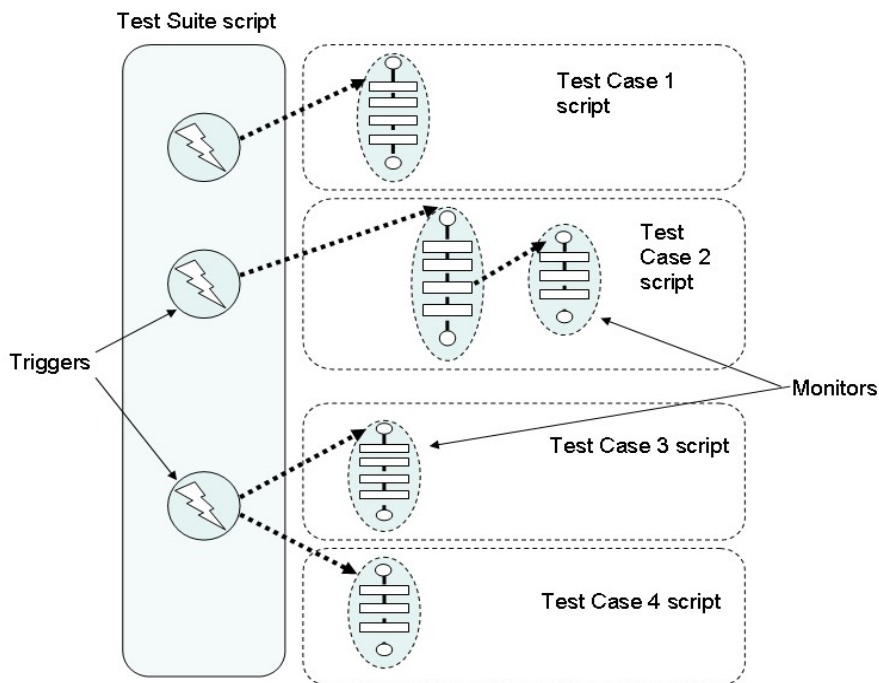 Test Suite script
Test Case 1
script
Test
Case 2
script
Triggers
Monitors
Test Case 3 script
Test Case 4 script